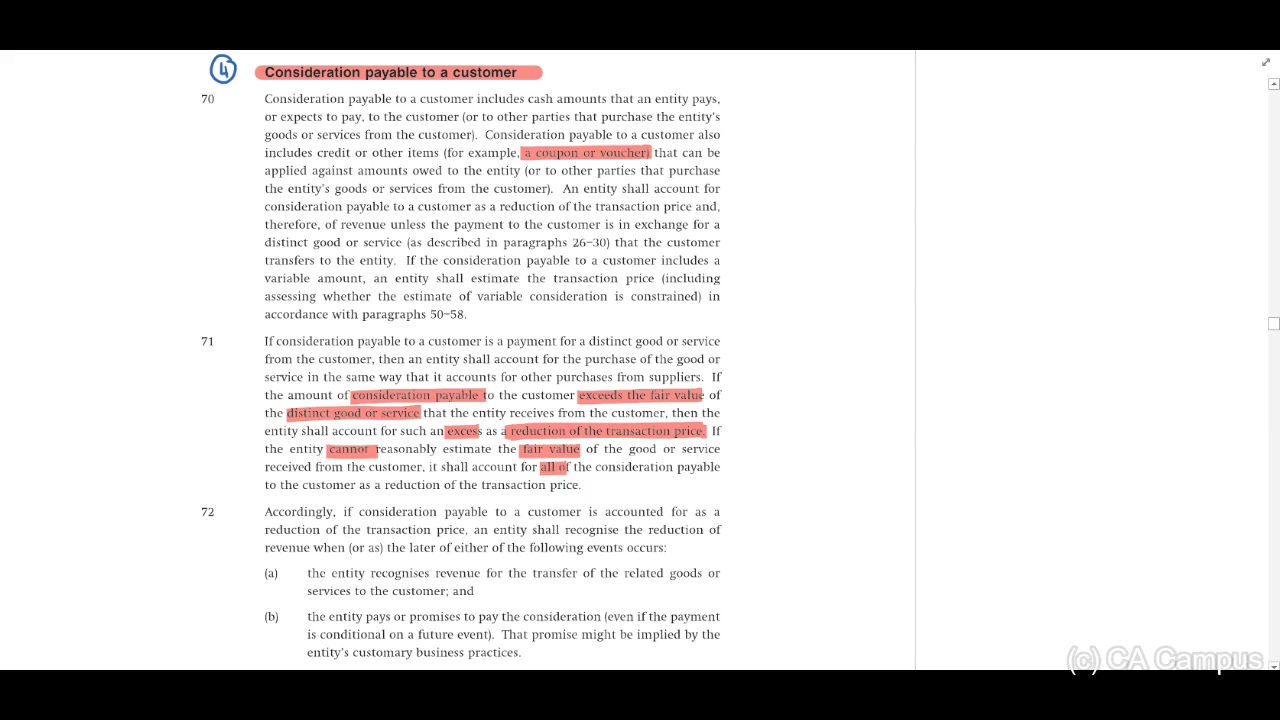 4 Consideration payable to a customer
70 Consideration payable to a customer includes cash amounts that an entity pays,
or expects to pay, to the customer (or to other parties that purchase the entity's
goods or services from the customer). Consideration payable to a customer also
includes credit or other items (for example, a coupon or voucher) that can be
applied against amounts owed to the entity (or to other parties that purchase
the entity's goods or services from the customer). An entity shall account for
consideration payable to a customer as a reduction of the transaction price and,
therefore, of revenue unless the payment to the customer is in exchange for a
distinct good or service (as described in paragraphs 26–30) that the customer
transfers to the entity. If the consideration payable to a customer includes a
variable amount, an entity shall estimate the transaction price (including
assessing whether the estimate of variable consideration is constrained) in
accordance with paragraphs 50–58.
71 If consideration payable to a customer is a payment for a distinct good or service
from the customer, then an entity shall account for the purchase of the good or
service in the same way that it accounts for other purchases from suppliers. If
the amount of consideration payable to the customer exceeds the fair value of
the distinct good or service that the entity receives from the customer, then the
entity shall account for such an excess as a reduction of the transaction price. If
the entity cannot reasonably estimate the fair value of the good or service
received from the customer, it shall account for all of the consideration payable
to the customer as a reduction of the transaction price.
72 Accordingly, if consideration payable to a customer is accounted for as a
reduction of the transaction price, an entity shall recognise the reduction of
revenue when (or as) the later of either of the following events occurs:
(a) the entity recognises revenue for the transfer of the related goods or
services to the customer; and
(b) the entity pays or promises to pay the consideration (even if the payment
is conditional on a future event). That promise might be implied by the
entity's customary business practices.
(c) CA Campus